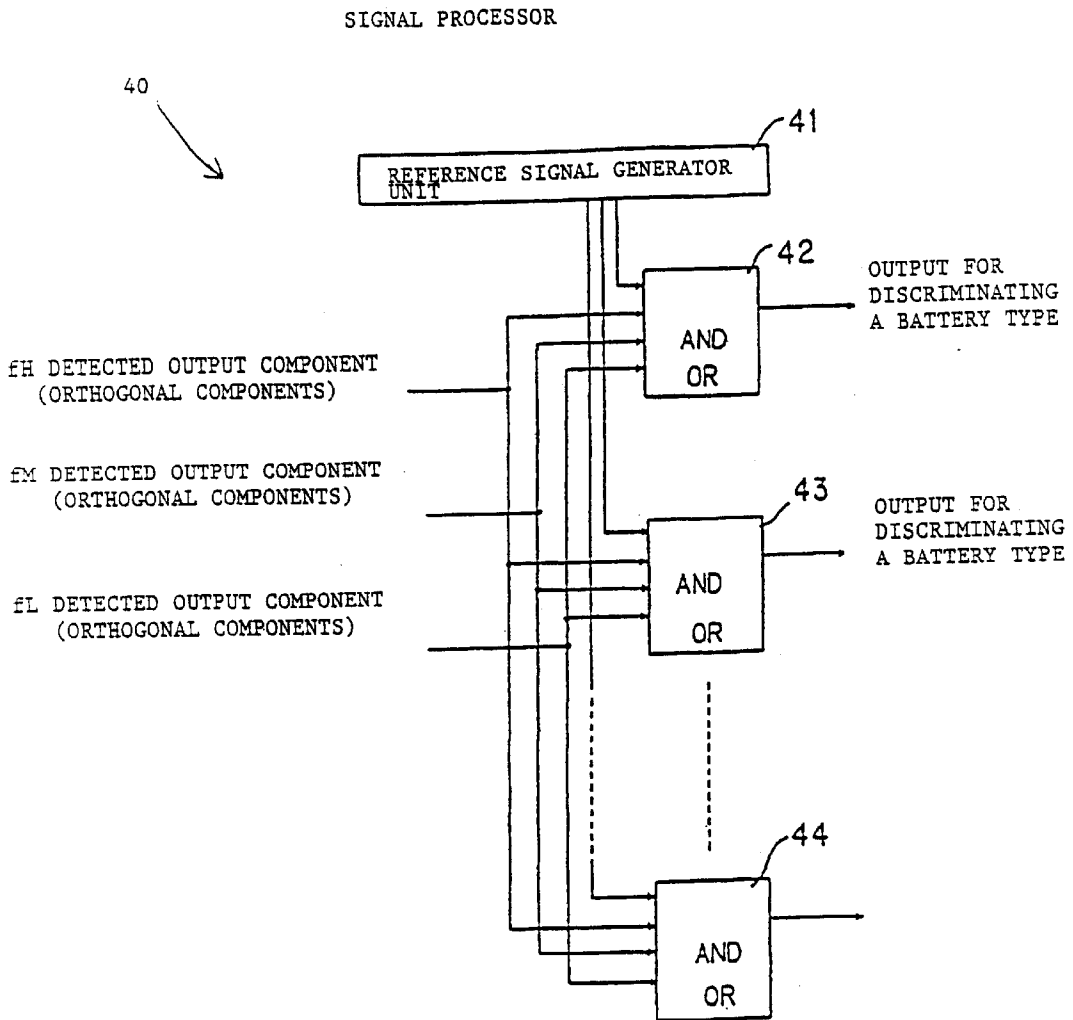 SIGNAL PROCESSOR
40
41
REFERENCE SIGNAL GENERATOR
UNIT
42
OUTPUT FOR
DISCRIMINATING
A BATTERY TYPE
AND
OR
fH DETECTED OUTPUT COMPONENT
(ORTHOGONAL COMPONENTS)
fM DETECTED OUTPUT COMPONENT
(ORTHOGONAL COMPONENTS)
43
OUTPUT FOR
DISCRIMINATING
A BATTERY TYPE
AND
OR
fL DETECTED OUTPUT COMPONENT
(ORTHOGONAL COMPONENTS)
44
AND
OR